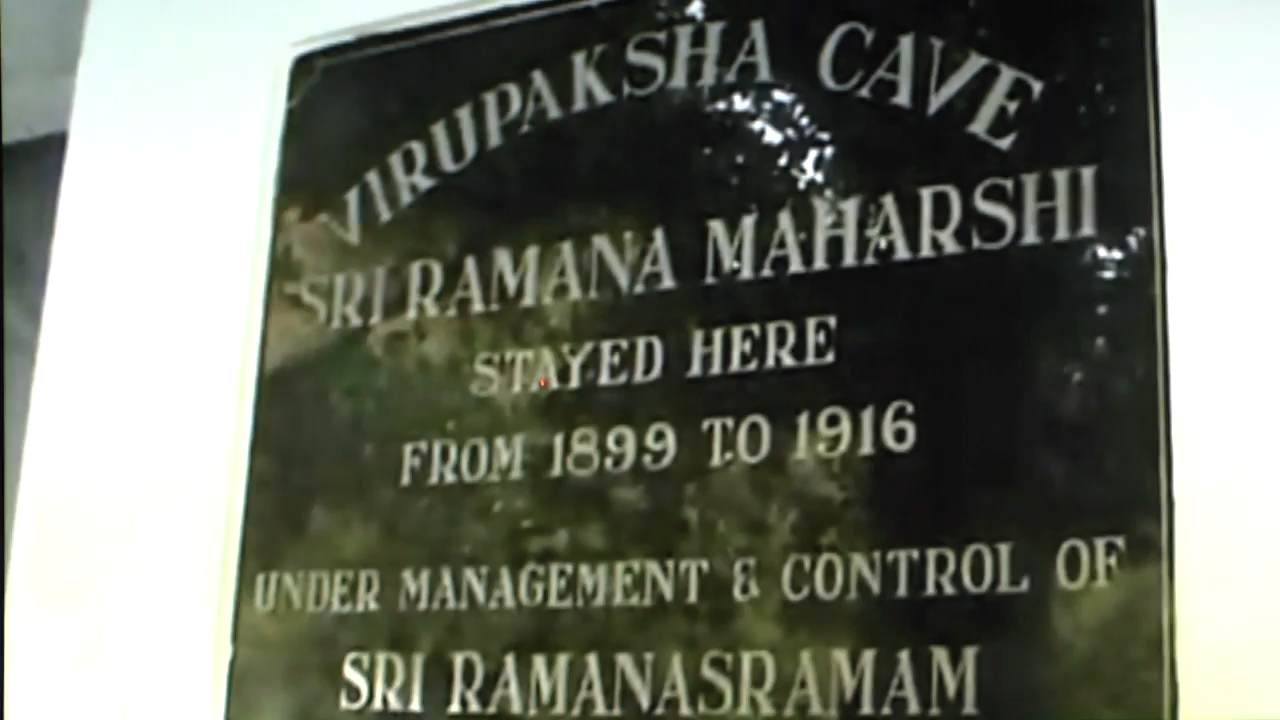 VIRUPAKSHA CAVE
SRI RAMANA MAHARSHI
STAYED HERE
FROM 1899 TO 1916
UNDER MANAGEMENT & CONTROL OF
SRI RAMANASRAMAM